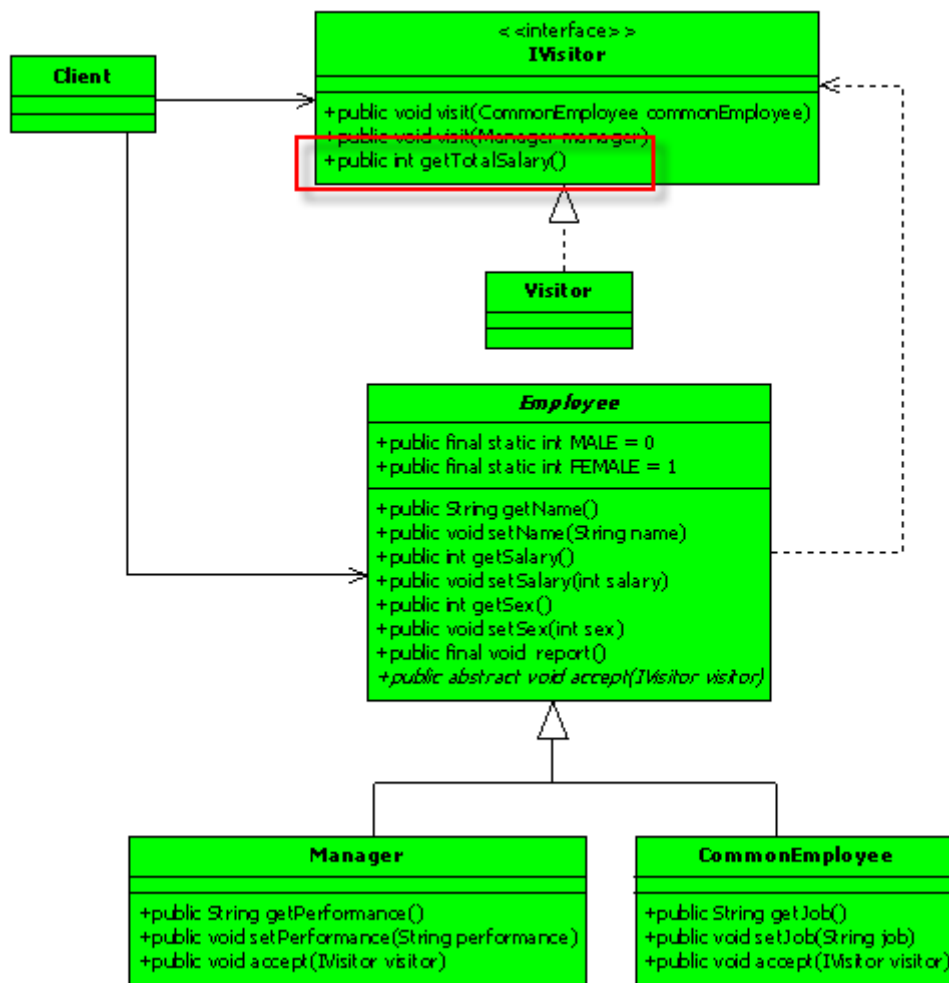 < <interface> >
IVisitor
Client
+public void visit(CommonEmployee commonEmployee)
+public void visit(Manager manager)
+public int getTotalSalary()
Visitor
Employee
+public final static int MALE = 0
+public final static int FEMALE = 1
+public String getName()
+public void setName(String name)
+public int getSalary()
+public void setSalary(int salary)
+public int getSex()
+public void setSex(int sex)
+public final void report()
+public abstract void accept(IVisitor visitor)
Manager
+public String getPerformance()
+public void setPerformance(String performance)
+public void accept(IVisitor visitor)
CommonEmployee
+public String getJob()
+public void setJob(String job)
+public void accept(IVisitor visitor)